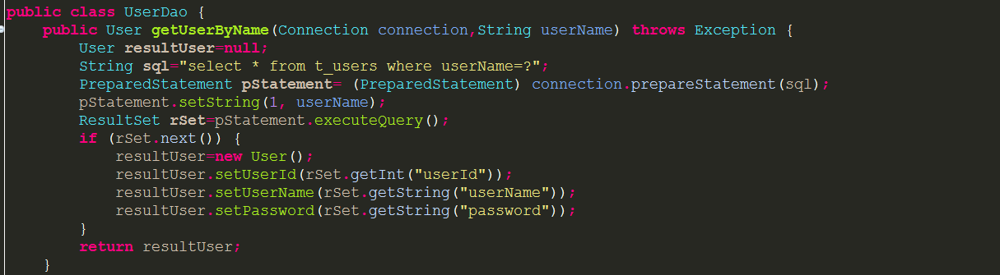 public class UserDao {
    public User getUserByName(Connection connection,String userName) throws Exception {
        User resultUser=null;
        String sql="select * from t_users where userName=?";
        PreparedStatement pStatement= (PreparedStatement) connection.prepareStatement(sql);
        pStatement.setString(1, userName);
        ResultSet rSet=pStatement.executeQuery();
        if (rSet.next()) {
            resultUser=new User();
            resultUser.setUserId(rSet.getInt("userId"));
            resultUser.setUserName(rSet.getString("userName"));
            resultUser.setPassword(rSet.getString("password"));
        }
        return resultUser;
    }